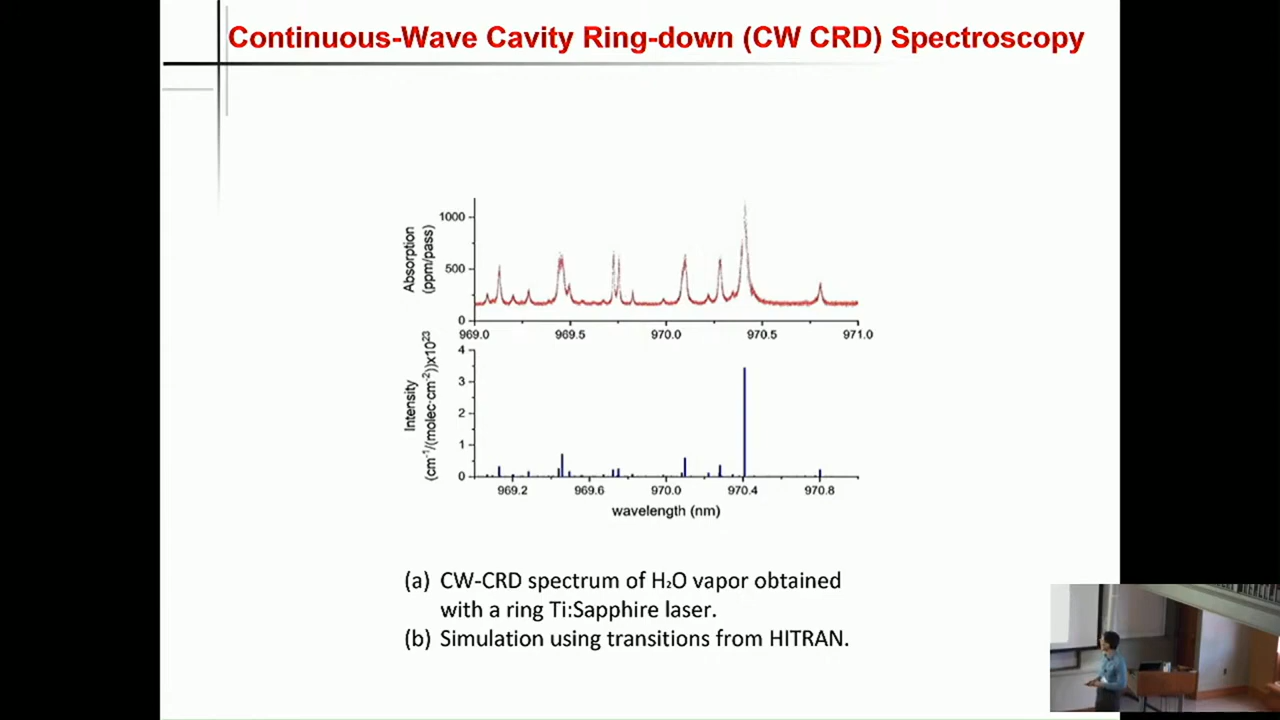 Continuous-Wave Cavity Ring-down (CW CRD) Spectroscopy
Absorption
(ppm/pass)
1000
500
0
969.0 969.5 970.0 970.5 971.0
Intensity
(cm⁻¹/(molec·cm⁻²))x10²³
4
3
2
1
0
969.2 969.6 970.0 970.4 970.8
wavelength (nm)
(a) CW-CRD spectrum of H₂O vapor obtained
with a ring Ti:Sapphire laser.
(b) Simulation using transitions from HITRAN.